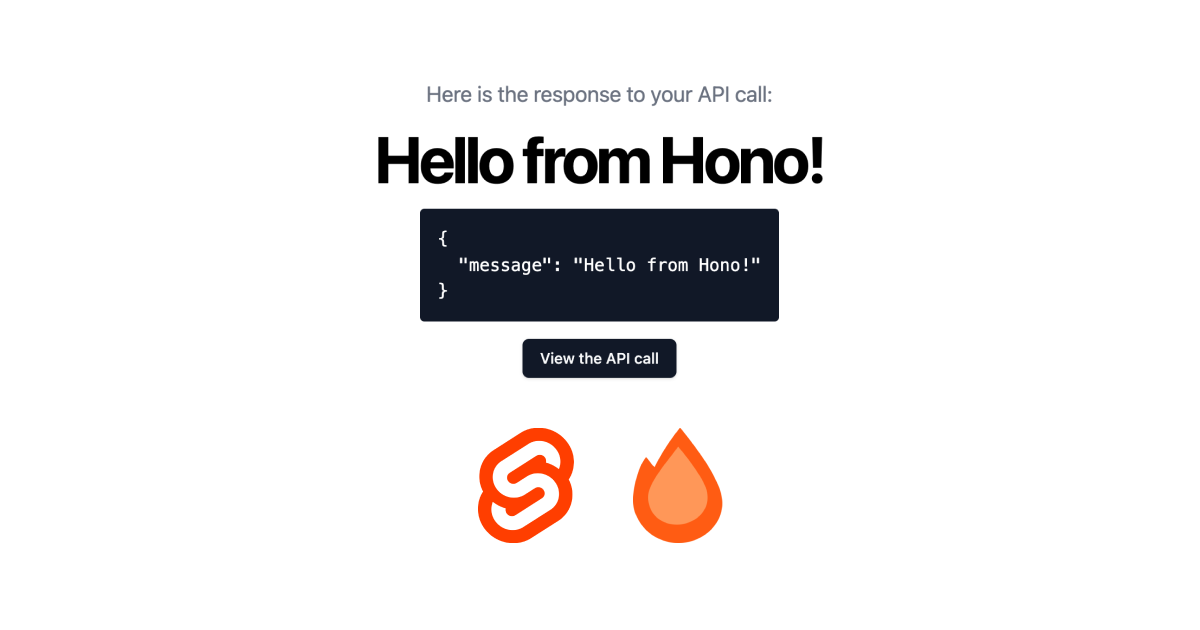 Here is the response to your API call:
Hello from Hono!
{
  "message": "Hello from Hono!"
}
View the API call